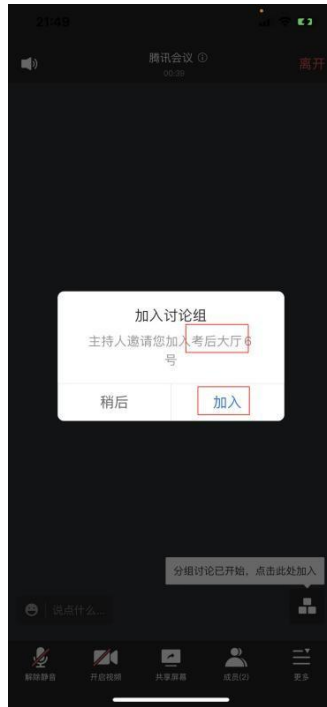 21:49
腾讯会议
00:39
离开
加入讨论组
主持人邀请您加入考后大厅6
号
稍后
加入
分组讨论已开始，点击此处加入
说点什么...
解除静音
开启视频
共享屏幕
成员(2)
更多